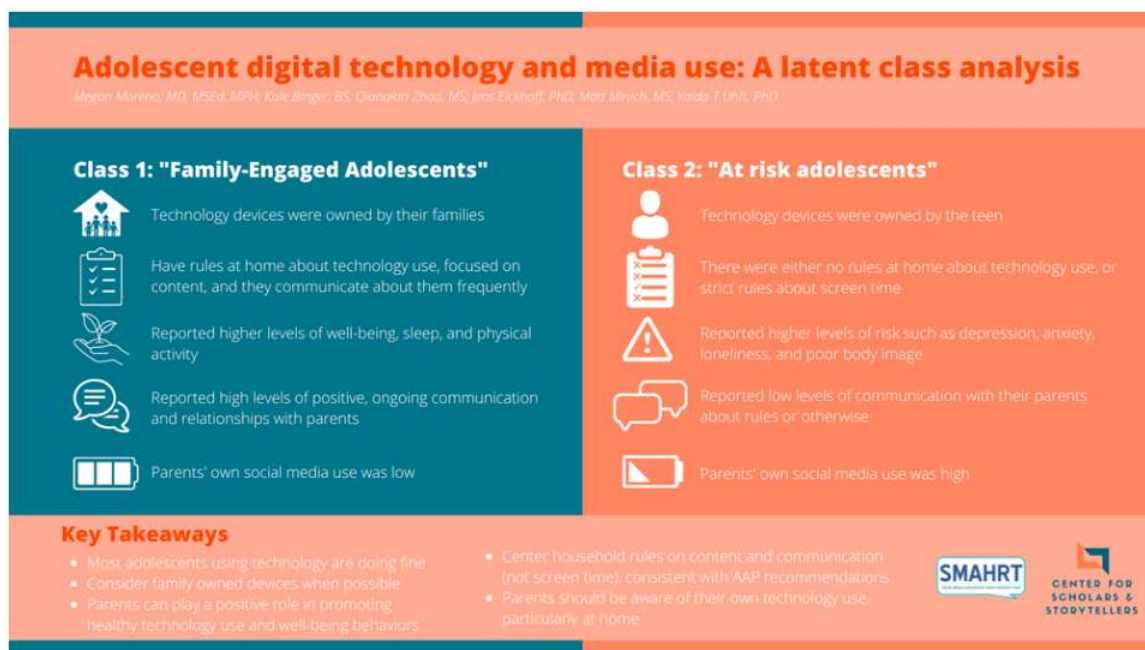 Adolescent digital technology and media use: A latent class analysis
Megan Moreno, MD, MSEd, MPH; Kole Binger, BS; Qianqian Zhao, MS; Jens Eickhoff, PhD; Matt Minich, MS; Yalda T Uhls, PhD
Class 1: "Family-Engaged Adolescents"
Technology devices were owned by their families
Have rules at home about technology use, focused on
content, and they communicate about them frequently
Reported higher levels of well-being, sleep, and physical
activity
Reported high levels of positive, ongoing communication
and relationships with parents
Parents' own social media use was low
Class 2: "At risk adolescents"
Technology devices were owned by the teen
There were either no rules at home about technology use, or
strict rules about screen time
Reported higher levels of risk such as depression, anxiety,
loneliness, and poor body image
Reported low levels of communication with their parents
about rules or otherwise
Parents' own social media use was high
Key Takeaways
• Most adolescents using technology are doing fine
• Consider family owned devices when possible
• Parents can play a positive role in promoting
healthy technology use and well-being behaviors
• Center household rules on content and communication
(not screen time), consistent with AAP recommendations
• Parents should be aware of their own technology use,
particularly at home
SMAHRT
CENTER FOR
SCHOLARS &
STORYTELLERS